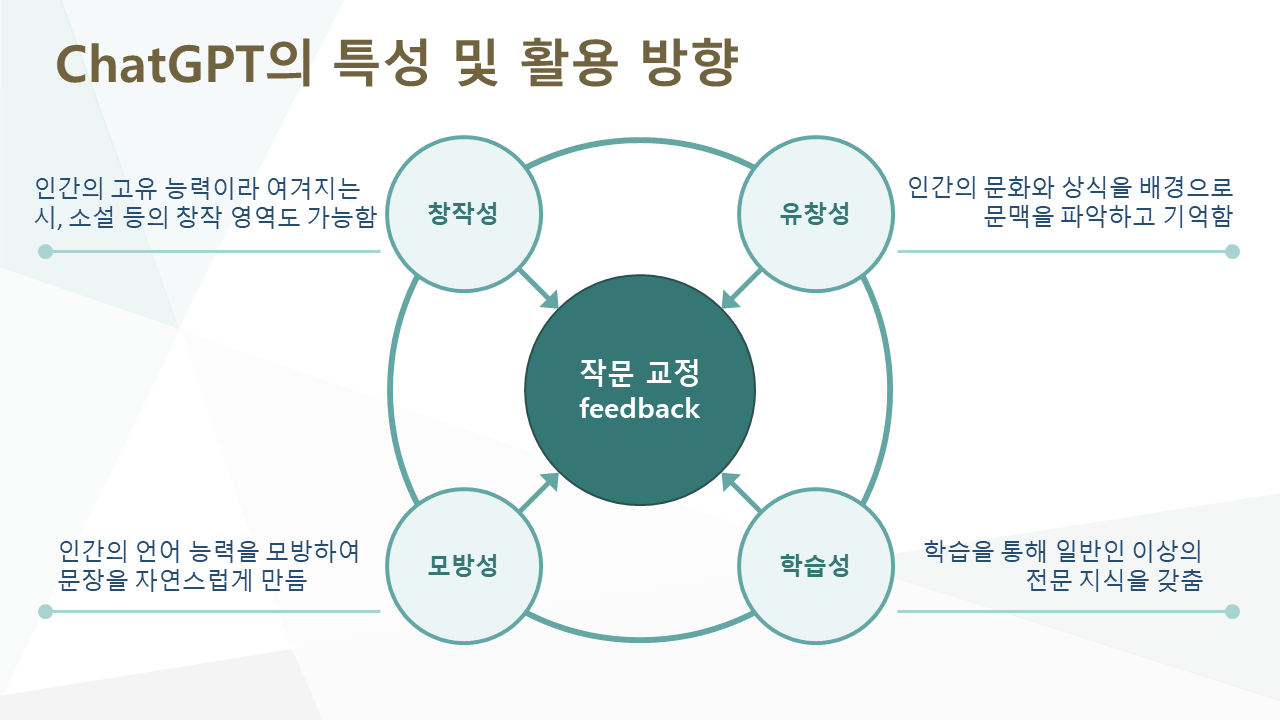 ChatGPT의 특성 및 활용 방향
인간의 고유 능력이라 여겨지는
시, 소설 등의 창작 영역도 가능함
창작성
유창성
인간의 문화와 상식을 배경으로
문맥을 파악하고 기억함
작문 교정
feedback
인간의 언어 능력을 모방하여
문장을 자연스럽게 만듬
모방성
학습성
학습을 통해 일반인 이상의
전문 지식을 갖춤